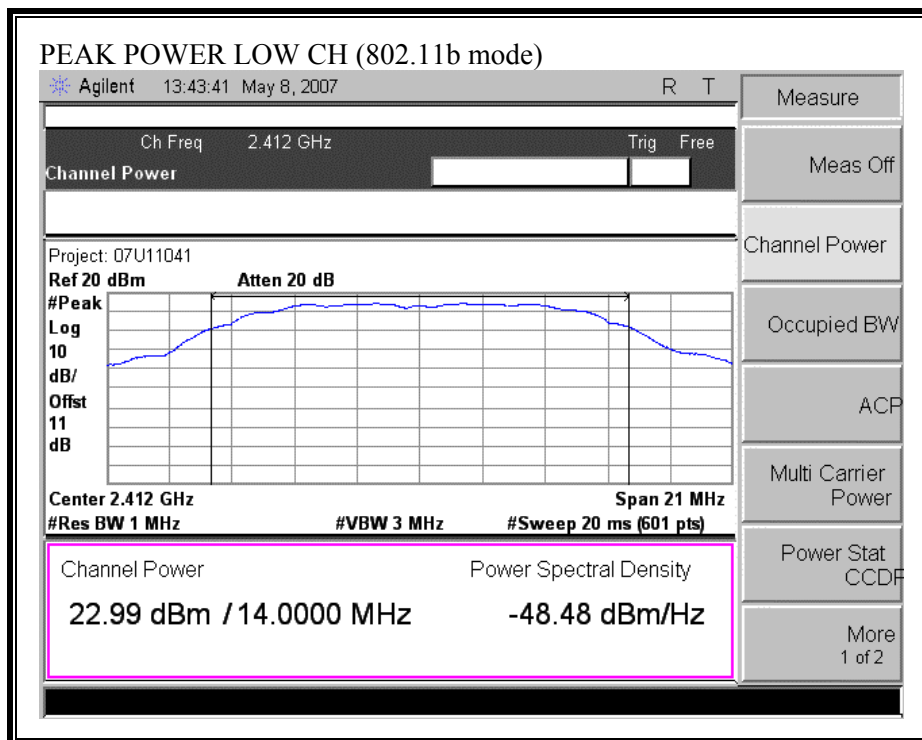 PEAK POWER LOW CH (802.11b mode)
Agilent 13:43:41 May 8, 2007 R T
Measure
Ch Freq 2.412 GHz Trig Free
Channel Power
Meas Off
Channel Power
Project: 07U11041
Ref 20 dBm Atten 20 dB
#Peak
Log
10
dB/
Offst
11
dB
Occupied BW
ACP
Multi Carrier
Power
Center 2.412 GHz Span 21 MHz
#Res BW 1 MHz #VBW 3 MHz #Sweep 20 ms (601 pts)
Channel Power Power Spectral Density
22.99 dBm / 14.0000 MHz -48.48 dBm/Hz
Power Stat
CCDF
More
1 of 2